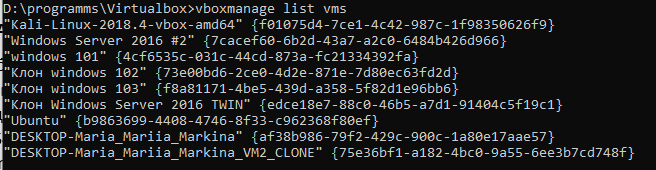 D:\programms\Virtualbox>vboxmanage list vms
"Kali-Linux-2018.4-vbox-amd64" {f01075d4-7ce1-4c42-987c-1f98350626f9}
"Windows Server 2016 #2" {7cacef60-6b2d-43a7-a2c0-6484b426d966}
"windows 101" {4cf6535c-031c-44cd-873a-fc21334392fa}
"Клон windows 102" {73e00bd6-2ce0-4d2e-871e-7d80ec63fd2d}
"Клон windows 103" {f8a81171-4be5-439d-a358-5f82d1e96bb6}
"Клон Windows Server 2016 TWIN" {edce18e7-88c0-46b5-a7d1-91404c5f19c1}
"Ubuntu" {b9863699-4408-4746-8f33-c962368f80ef}
"DESKTOP-Maria_Mariia_Markina" {af38b986-79f2-429c-900c-1a80e17aae57}
"DESKTOP-Maria_Mariia_Markina_VM2_CLONE" {75e36bf1-a182-4bc0-9a55-6ee3b7cd748f}